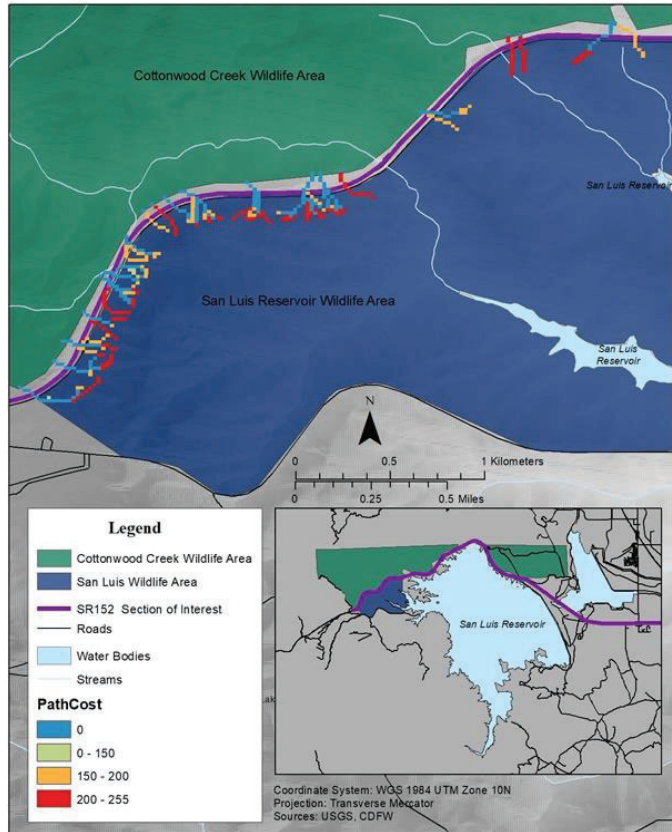 Cottonwood Creek Wildlife Area
San Luis Reservoir
San Luis Reservoir Wildlife Area
San Luis
Reservoir
N
0 0.5 1 Kilometers
0 0.25 0.5 Miles
Legend
Cottonwood Creek Wildlife Area
San Luis Wildlife Area
SR152 Section of Interest
Roads
Water Bodies
Streams
PathCost
0
0 - 150
150 - 200
200 - 255
San Luis Reservoir
Coordinate System: WGS 1984 UTM Zone 10N
Projection: Transverse Mercator
Sources: USGS, CDFW